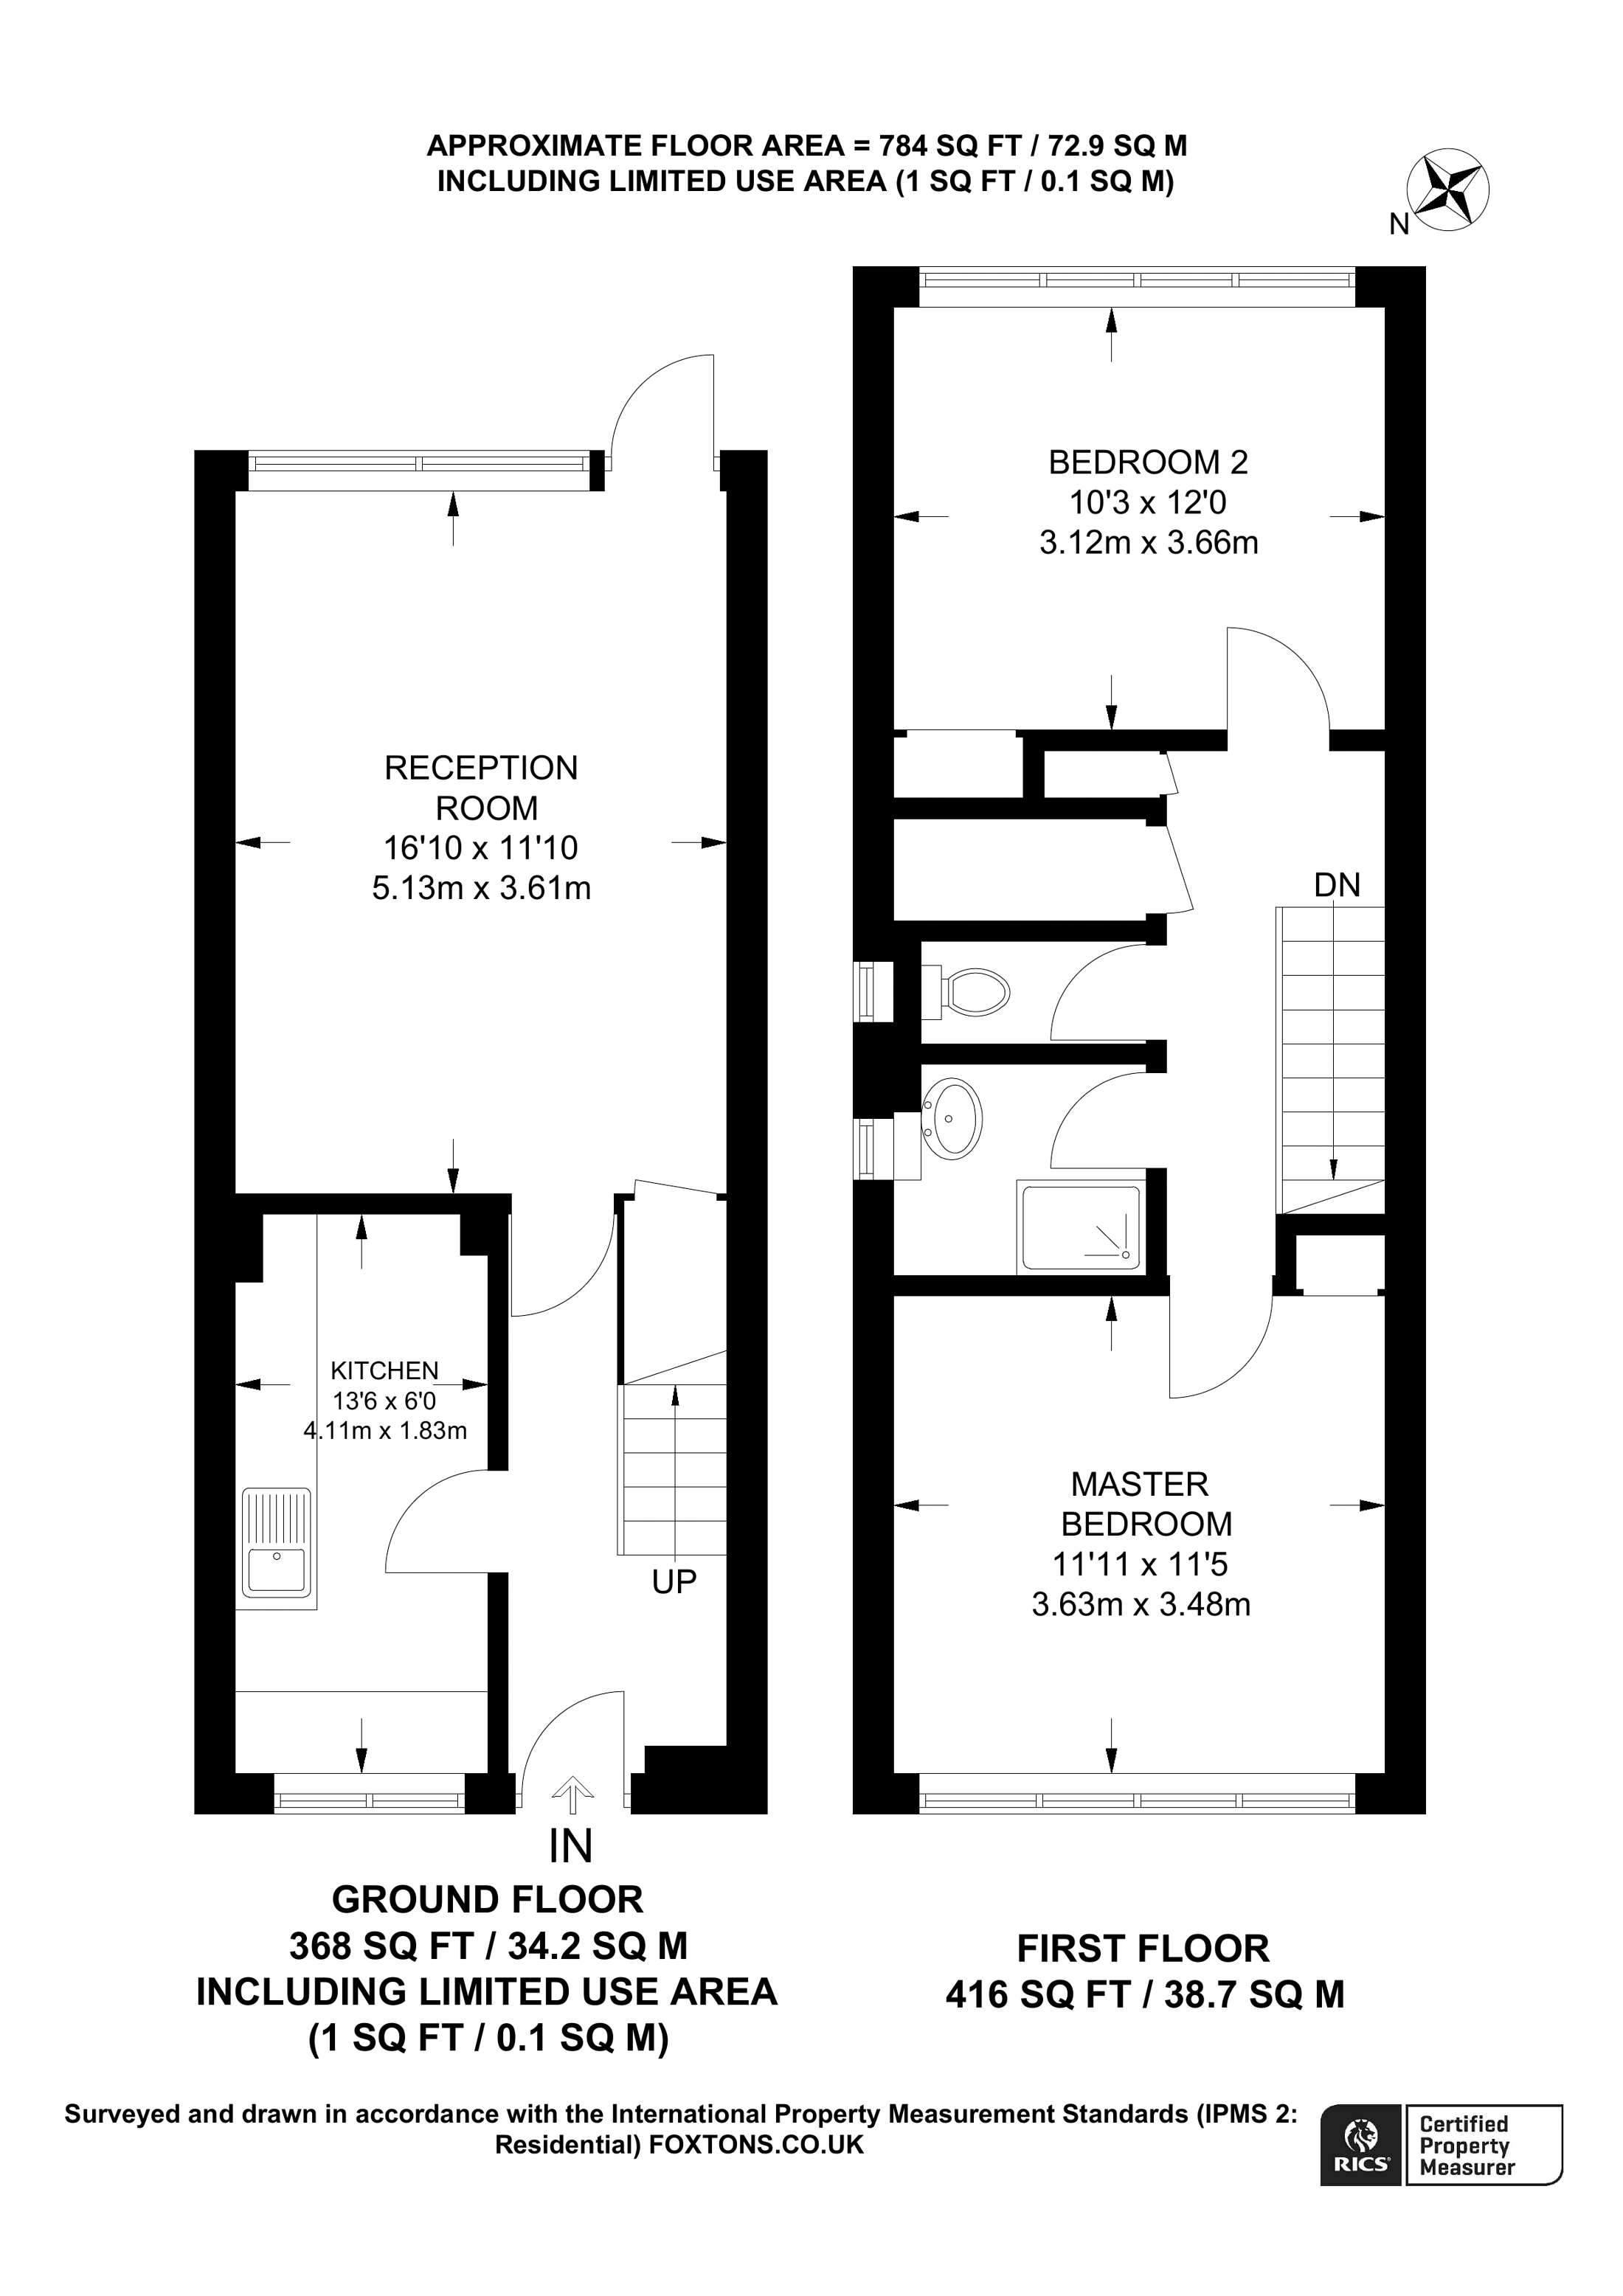 APPROXIMATE FLOOR AREA = 784 SQ FT / 72.9 SQ M
INCLUDING LIMITED USE AREA (1 SQ FT / 0.1 SQ M)
N
RECEPTION
ROOM
16'10 x 11'10
5.13m x 3.61m
KITCHEN
13'6 x 6'0
4.11m x 1.83m
UP
IN
GROUND FLOOR
368 SQ FT / 34.2 SQ M
INCLUDING LIMITED USE AREA
(1 SQ FT / 0.1 SQ M)
BEDROOM 2
10'3 x 12'0
3.12m x 3.66m
DN
MASTER
BEDROOM
11'11 x 11'5
3.63m x 3.48m
FIRST FLOOR
416 SQ FT / 38.7 SQ M
Surveyed and drawn in accordance with the International Property Measurement Standards (IPMS 2:
Residential) FOXTONS.CO.UK
RICS
Certified
Property
Measurer